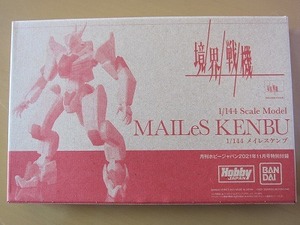 境界戦機
1/144 Scale Model
MAILeS KENBU
1/144 メイレスケンブ
月刊ホビージャパン2021年11月号特別付録
Hobby
JAPAN
BAN
DAI